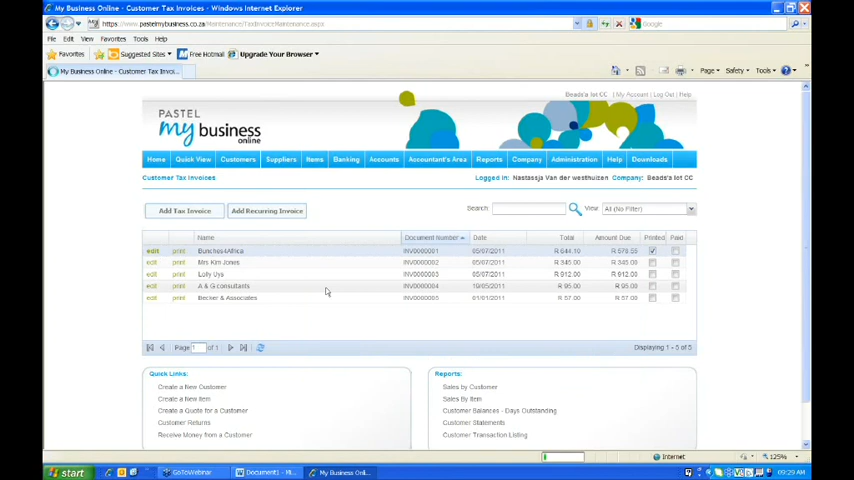 My Business Online - Customer Tax Invoices - Windows Internet Explorer
https://www.pastelmybusiness.co.za/Maintenance/TaxInvoiceMaintenance.aspx
Google
File Edit View Favorites Tools Help
Favorites Suggested Sites Free Hotmail Upgrade Your Browser
My Business Online - Customer Tax Invoi... Page Safety Tools
Beads'a lot CC | My Account | Log Out | Help
PASTEL
my business
online
Home Quick View Customers Suppliers Items Banking Accounts Accountant's Area Reports Company Administration Help Downloads
Customer Tax Invoices Logged in: Nastassja Van der westhuizen Company: Beads'a lot CC
Add Tax Invoice Add Recurring Invoice Search: View All (No Filter)
Name Document Number Date Total Amount Due Printed Paid
edit print Bunches4Africa INV0000001 05/07/2011 R 644.10
edit print Mrs Kim Jones INV0000002 05/07/2011 R 345.00 R 345.00
edit print Lolly Uys INV0000003 05/07/2011 R 912.00 R 912.00
edit print A & G consultants INV0000004 19/05/2011 R 95.00 R 95.00
edit print Becker & Associates INV0000005 01/01/2011 R 57.00 R 57.00
Page 1 of 1 Displaying 1 - 5 of 5
Quick Links:
Create a New Customer
Create a New Item
Create a Quote for a Customer
Customer Returns
Receive Money from a Customer
Reports:
Sales by Customer
Sales By Item
Customer Balances - Days Outstanding
Customer Statements
Customer Transaction Listing
Internet 125%
start GoToWebinar Document1 - Mi... My Business Onl... 09:29 AM